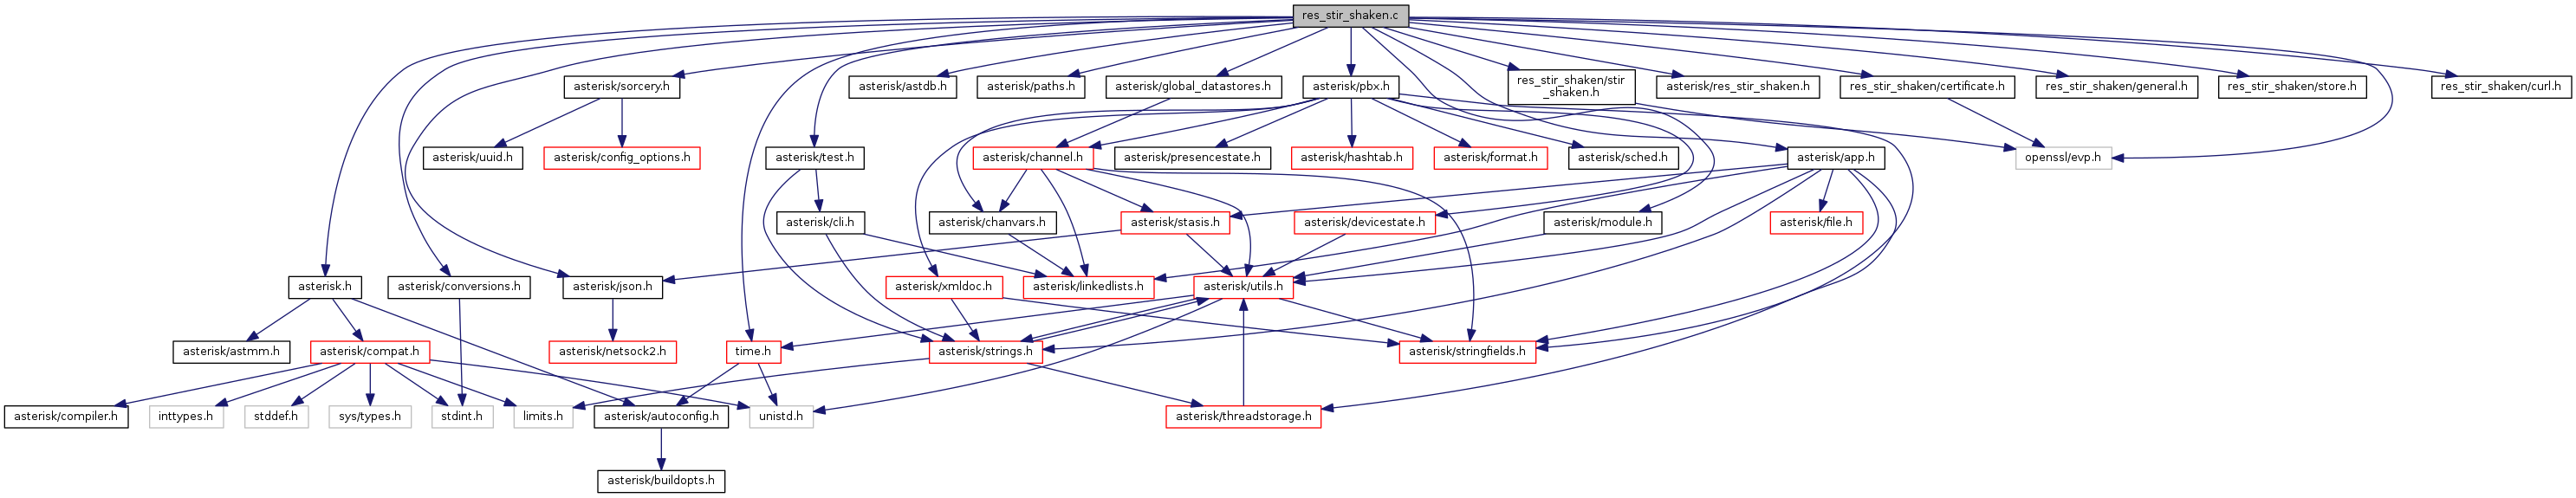 res_stir_shaken.c
asterisk/sorcery.h
asterisk/astdb.h
asterisk/paths.h
asterisk/global_datastores.h
asterisk/pbx.h
res_stir_shaken/stir
_shaken.h
asterisk/res_stir_shaken.h
res_stir_shaken/certificate.h
res_stir_shaken/general.h
res_stir_shaken/store.h
res_stir_shaken/curl.h
asterisk/uuid.h
asterisk/config_options.h
asterisk/test.h
asterisk/channel.h
asterisk/presencestate.h
asterisk/hashtab.h
asterisk/format.h
asterisk/sched.h
asterisk/app.h
openssl/evp.h
asterisk/cli.h
asterisk/chanvars.h
asterisk/stasis.h
asterisk/devicestate.h
asterisk/module.h
asterisk/file.h
asterisk.h
asterisk/conversions.h
asterisk/json.h
asterisk/xmldoc.h
asterisk/linkedlists.h
asterisk/utils.h
asterisk/astmm.h
asterisk/compat.h
asterisk/netsock2.h
time.h
asterisk/strings.h
asterisk/stringfields.h
asterisk/compiler.h
inttypes.h
stddef.h
sys/types.h
stdint.h
limits.h
asterisk/autoconfig.h
unistd.h
asterisk/threadstorage.h
asterisk/buildopts.h